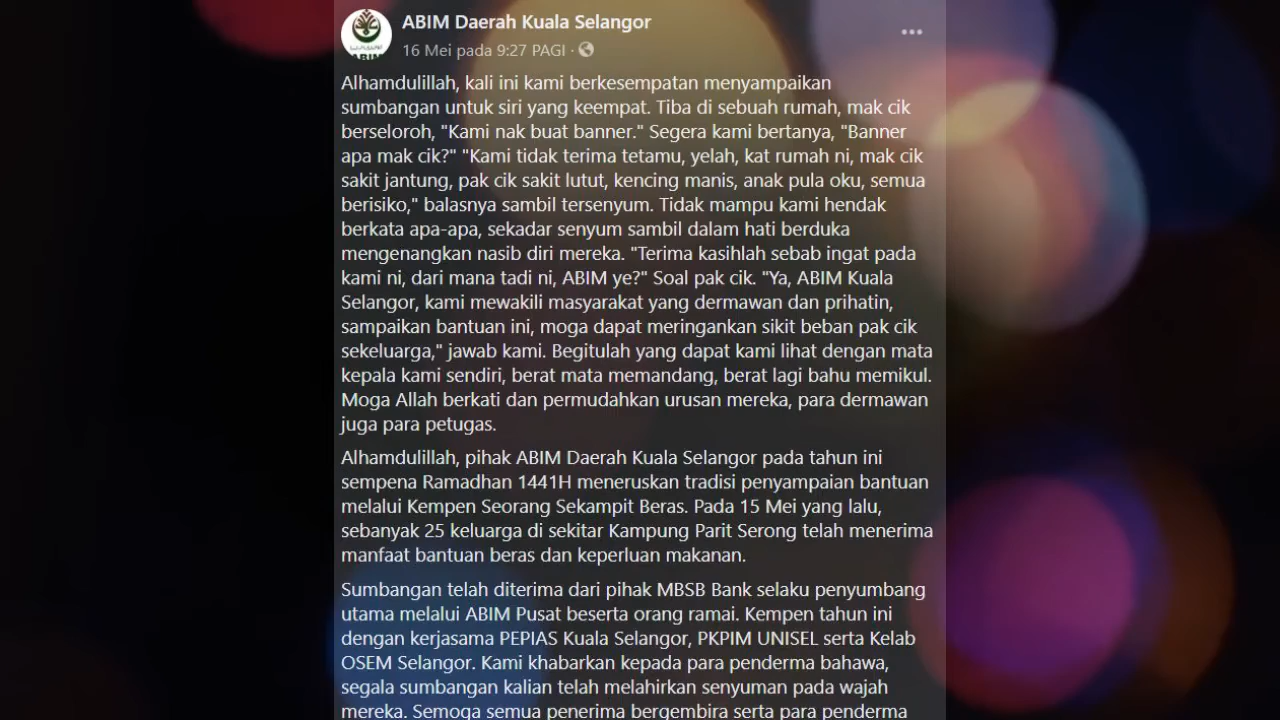 ABIM Daerah Kuala Selangor
16 Mei pada 9:27 PAGI ·
Alhamdulillah, kali ini kami berkesempatan menyampaikan
sumbangan untuk siri yang keempat. Tiba di sebuah rumah, mak cik
berseloroh, "Kami nak buat banner." Segera kami bertanya, "Banner
apa mak cik?" "Kami tidak terima tetamu, yelah, kat rumah ni, mak cik
sakit jantung, pak cik sakit lutut, kencing manis, anak pula oku, semua
berisiko," balasnya sambil tersenyum. Tidak mampu kami hendak
berkata apa-apa, sekadar senyum sambil dalam hati berduka
mengenangkan nasib diri mereka. "Terima kasihlah sebab ingat pada
kami ni, dari mana tadi ni, ABIM ye?" Soal pak cik. "Ya, ABIM Kuala
Selangor, kami mewakili masyarakat yang dermawan dan prihatin,
sampaikan bantuan ini, moga dapat meringankan sikit beban pak cik
sekeluarga," jawab kami. Begitulah yang dapat kami lihat dengan mata
kepala kami sendiri, berat mata memandang, berat lagi bahu memikul.
Moga Allah berkati dan permudahkan urusan mereka, para dermawan
juga para petugas.
Alhamdulillah, pihak ABIM Daerah Kuala Selangor pada tahun ini
sempena Ramadhan 1441H meneruskan tradisi penyampaian bantuan
melalui Kempen Seorang Sekampit Beras. Pada 15 Mei yang lalu,
sebanyak 25 keluarga di sekitar Kampung Parit Serong telah menerima
manfaat bantuan beras dan keperluan makanan.
Sumbangan telah diterima dari pihak MBSB Bank selaku penyumbang
utama melalui ABIM Pusat beserta orang ramai. Kempen tahun ini
dengan kerjasama PEPIAS Kuala Selangor, PKPIM UNISEL serta Kelab
OSEM Selangor. Kami khabarkan kepada para penderma bahawa,
segala sumbangan kalian telah melahirkan senyuman pada wajah
mereka. Semoga semua penerima bergembira serta para penderma